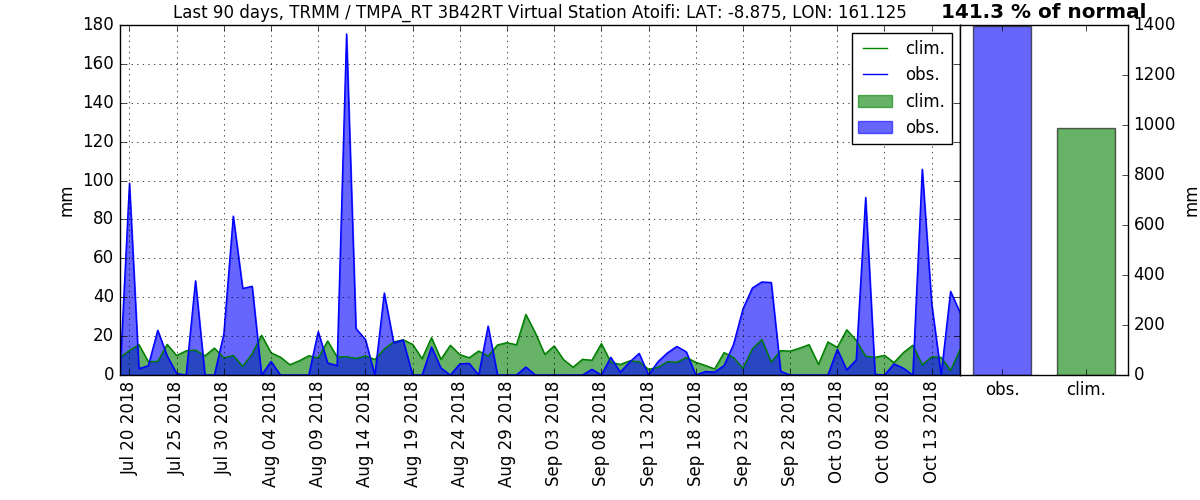 Last 90 days, TRMM / TMPA_RT 3B42RT Virtual Station Atoifi: LAT: -8.875, LON: 161.125
141.3 % of normal
180
160
140
120
100
80
60
40
20
0
mm
clim.
obs.
clim.
obs.
1400
1200
1000
800
600
400
200
0
mm
obs.
clim.
Jul 20 2018
Jul 25 2018
Jul 30 2018
Aug 04 2018
Aug 09 2018
Aug 14 2018
Aug 19 2018
Aug 24 2018
Aug 29 2018
Sep 03 2018
Sep 08 2018
Sep 13 2018
Sep 18 2018
Sep 23 2018
Sep 28 2018
Oct 03 2018
Oct 08 2018
Oct 13 2018